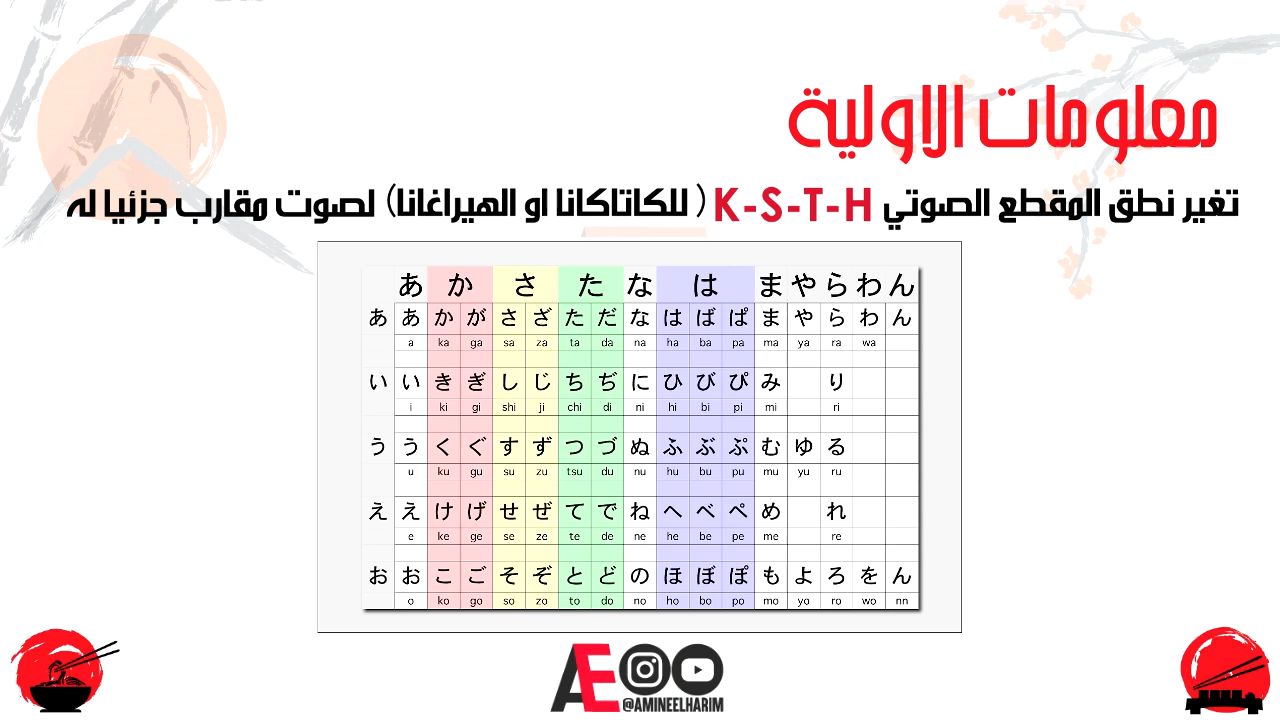 معلومات الاولية
تغير نطق المقطع الصوتي K-S-T-H ( للكاتاكانا او الهيراغانا) لصوت مقارب جزئيا له
あ か さ た な は ま や ら わ ん
あ あ か が さ ざ た だ な は ば ぱ ま や ら わ ん
a ka ga sa za ta da na ha ba pa ma ya ra wa
い い き ぎ し じ ち ぢ に ひ び ぴ み り
i ki gi shi ji chi di ni hi bi pi mi ri
う う く ぐ す ず つ づ ぬ ふ ぶ ぷ む ゆ る
u ku gu su zu tsu du nu hu bu pu mu yu ru
え え け げ せ ぜ て で ね へ べ ぺ め れ
e ke ge se ze te de ne he be pe me re
お お こ ご そ ぞ と ど の ほ ぼ ぽ も よ ろ を ん
o ko go so zo to do no ho bo po mo yo ro wo nn
AE
@AMINEELHARIM